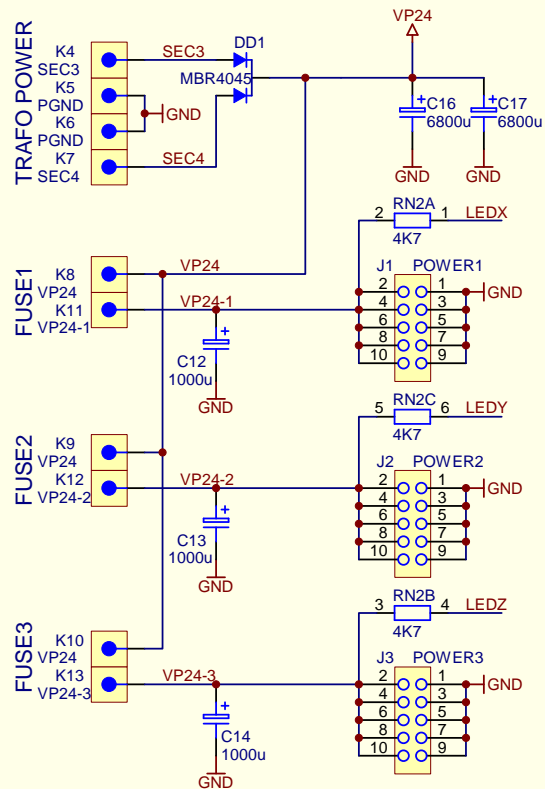 VP24
TRAFO POWER
K4
SEC3
SEC3
DD1
MBR4045
K5
PGND
GND
K6
PGND
K7
SEC4
SEC4
C16
6800u
C17
6800u
GND
GND
FUSE1
K8
VP24
VP24
K11
VP24-1
VP24-1
C12
1000u
GND
2
RN2A
1
LEDX
4K7
J1
POWER1
2
1
GND
4
3
6
5
8
7
10
9
FUSE2
K9
VP24
K12
VP24-2
VP24-2
C13
1000u
GND
5
RN2C
6
LEDY
4K7
J2
POWER2
2
1
GND
4
3
6
5
8
7
10
9
FUSE3
K10
VP24
K13
VP24-3
VP24-3
C14
1000u
GND
3
RN2B
4
LEDZ
4K7
J3
POWER3
2
1
GND
4
3
6
5
8
7
10
9